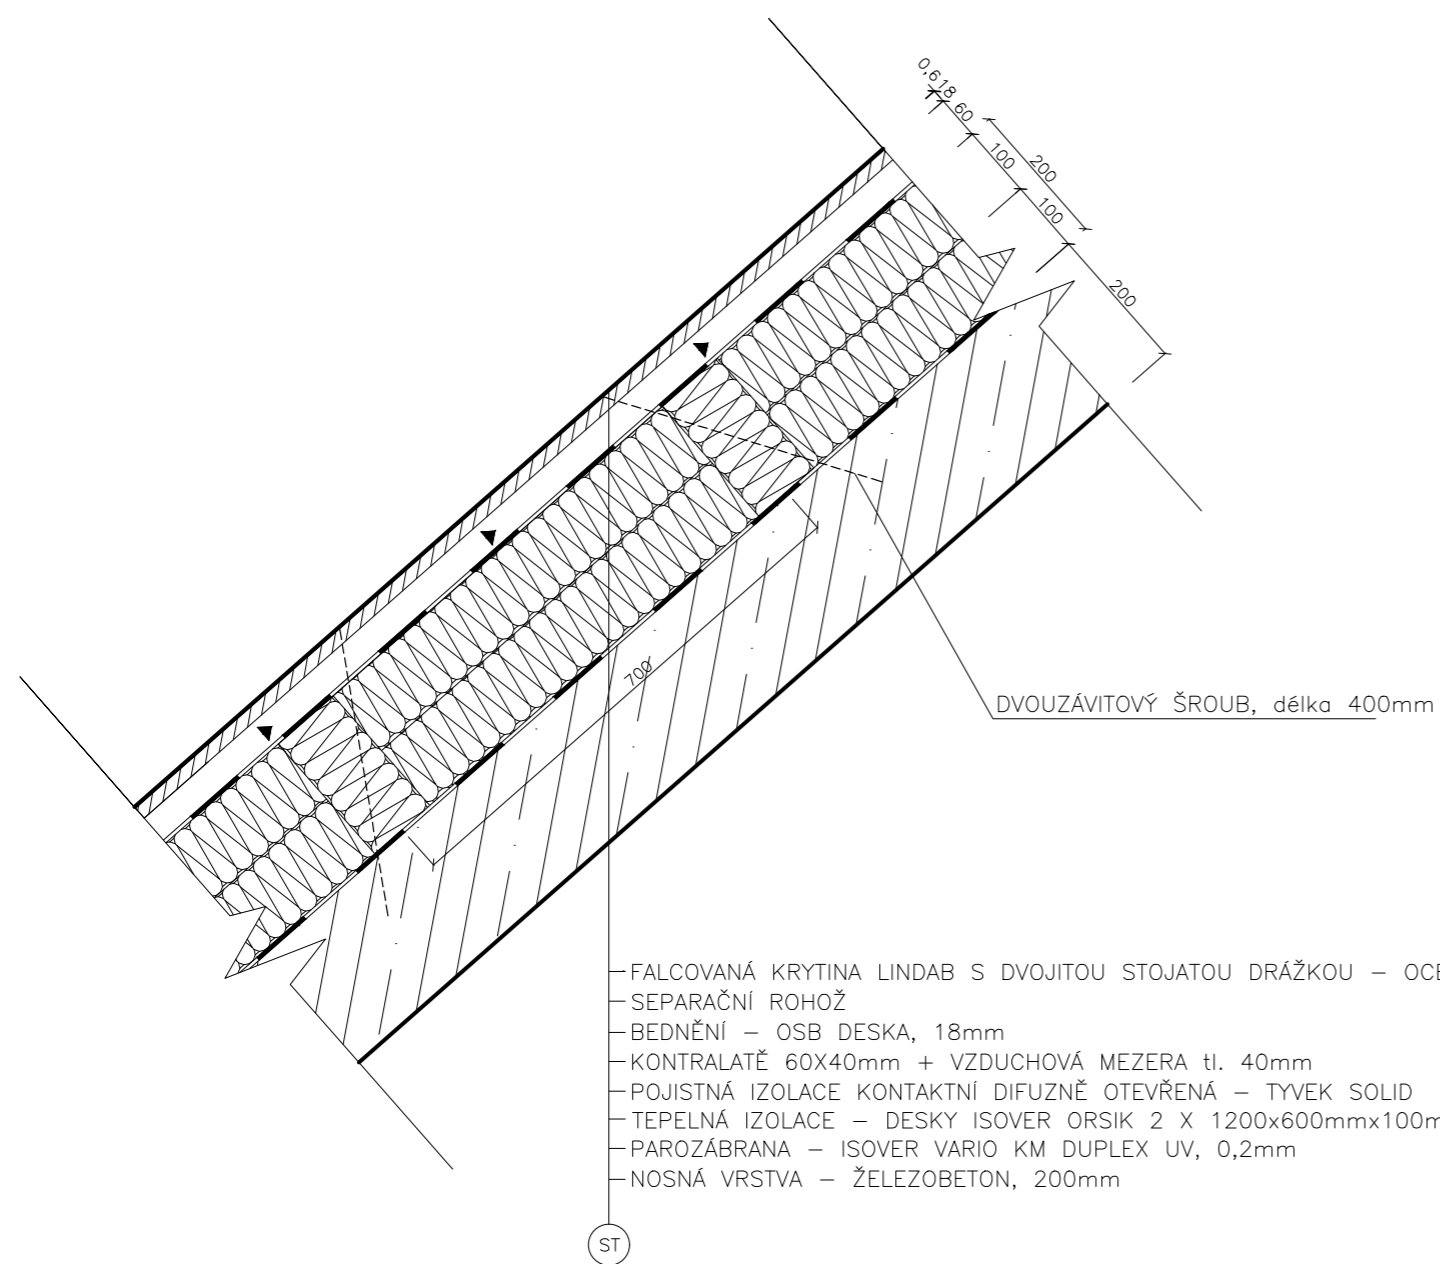 0,6
18
60
100
200
100
200
700
DVOUZÁVITOVÝ ŠROUB, délka 400mm
FALCOVANÁ KRYTINA LINDAB S DVOJITOU STOJATOU DRÁŽKOU – OCE
SEPARAČNÍ ROHOŽ
BEDNĚNÍ – OSB DESKA, 18mm
KONTRALATĚ 60X40mm + VZDUCHOVÁ MEZERA tl. 40mm
POJISTNÁ IZOLACE KONTAKTNÍ DIFUZNĚ OTEVŘENÁ – TYVEK SOLID
TEPELNÁ IZOLACE – DESKY ISOVER ORSIK 2 X 1200x600mmx100m
PAROZÁBRANA – ISOVER VARIO KM DUPLEX UV, 0,2mm
NOSNÁ VRSTVA – ŽELEZOBETON, 200mm
ST